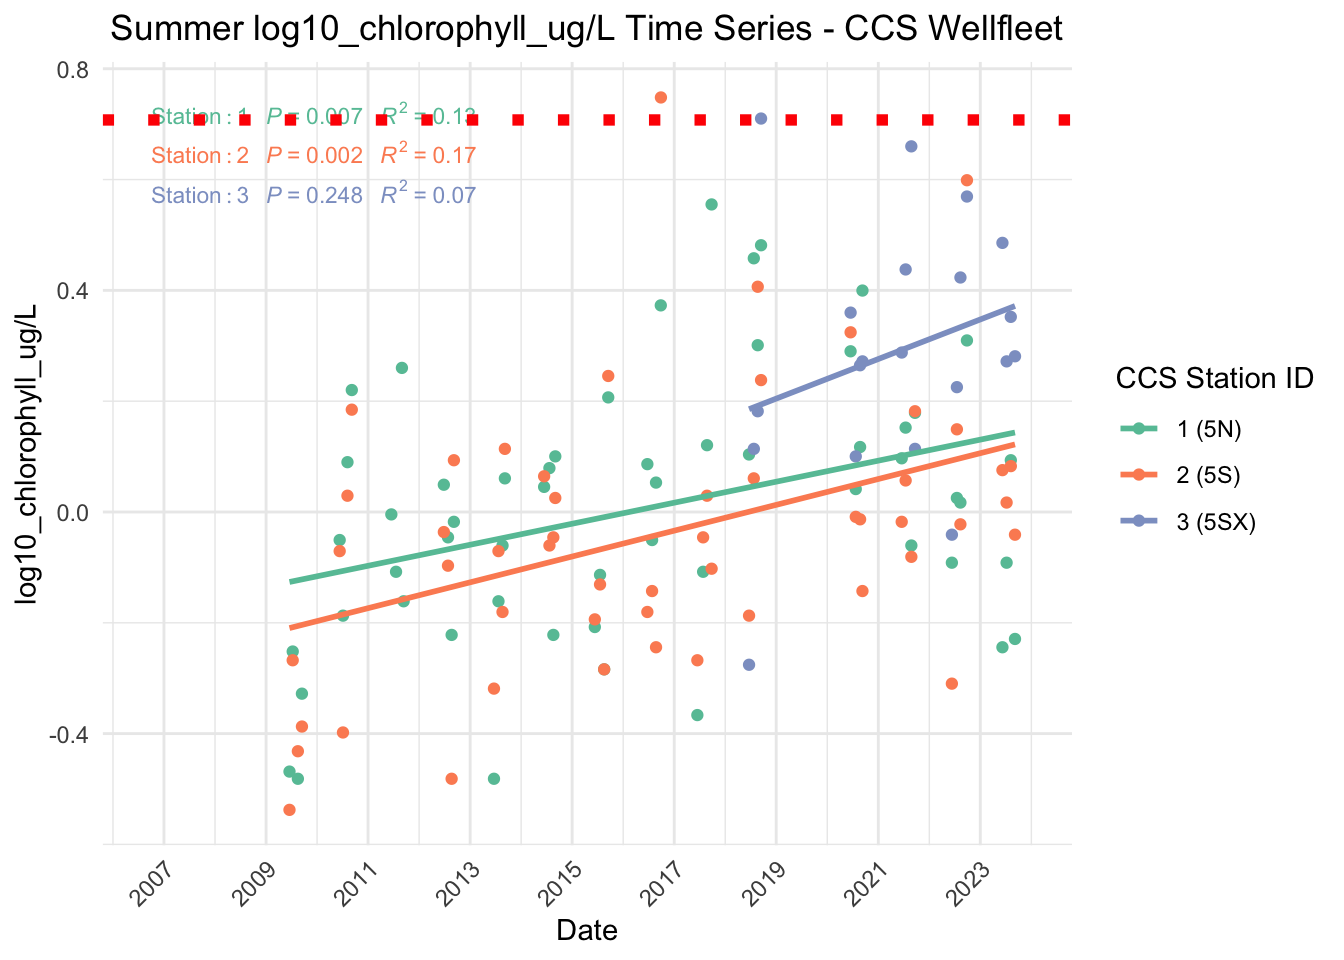 Summer log10_chlorophyll_ug/L Time Series - CCS Wellfleet
0.8
0.4
0.0
-0.4
log10_chlorophyll_ug/L
Station: 1 P = 0.007 R² = 0.13
Station: 2 P = 0.002 R² = 0.17
Station: 3 P = 0.248 R² = 0.07
2007 2009 2011 2013 2015 2017 2019 2021 2023
Date
CCS Station ID
1 (5N)
2 (5S)
3 (5SX)